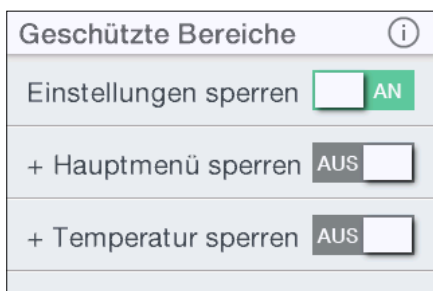 Geschützte Bereiche
Einstellungen sperren AN
+ Hauptmenü sperren AUS
+ Temperatur sperren AUS